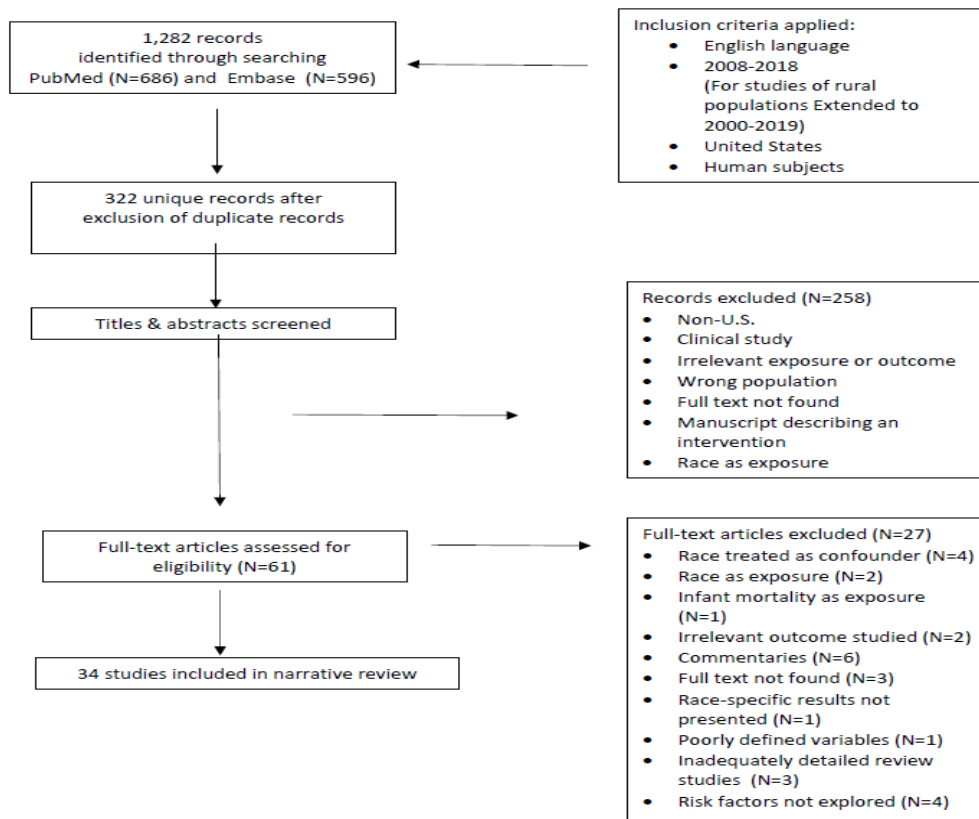 1,282 records
identified through searching
PubMed (N=686) and Embase (N=596)
Inclusion criteria applied:
• English language
• 2008-2018
(For studies of rural
populations Extended to
2000-2019)
• United States
• Human subjects
322 unique records after
exclusion of duplicate records
Titles & abstracts screened
Records excluded (N=258)
• Non-U.S.
• Clinical study
• Irrelevant exposure or outcome
• Wrong population
• Full text not found
• Manuscript describing an
intervention
• Race as exposure
Full-text articles assessed for
eligibility (N=61)
Full-text articles excluded (N=27)
• Race treated as confounder (N=4)
• Race as exposure (N=2)
• Infant mortality as exposure
(N=1)
• Irrelevant outcome studied (N=2)
• Commentaries (N=6)
• Full text not found (N=3)
• Race-specific results not
presented (N=1)
• Poorly defined variables (N=1)
• Inadequately detailed review
studies (N=3)
• Risk factors not explored (N=4)
34 studies included in narrative review